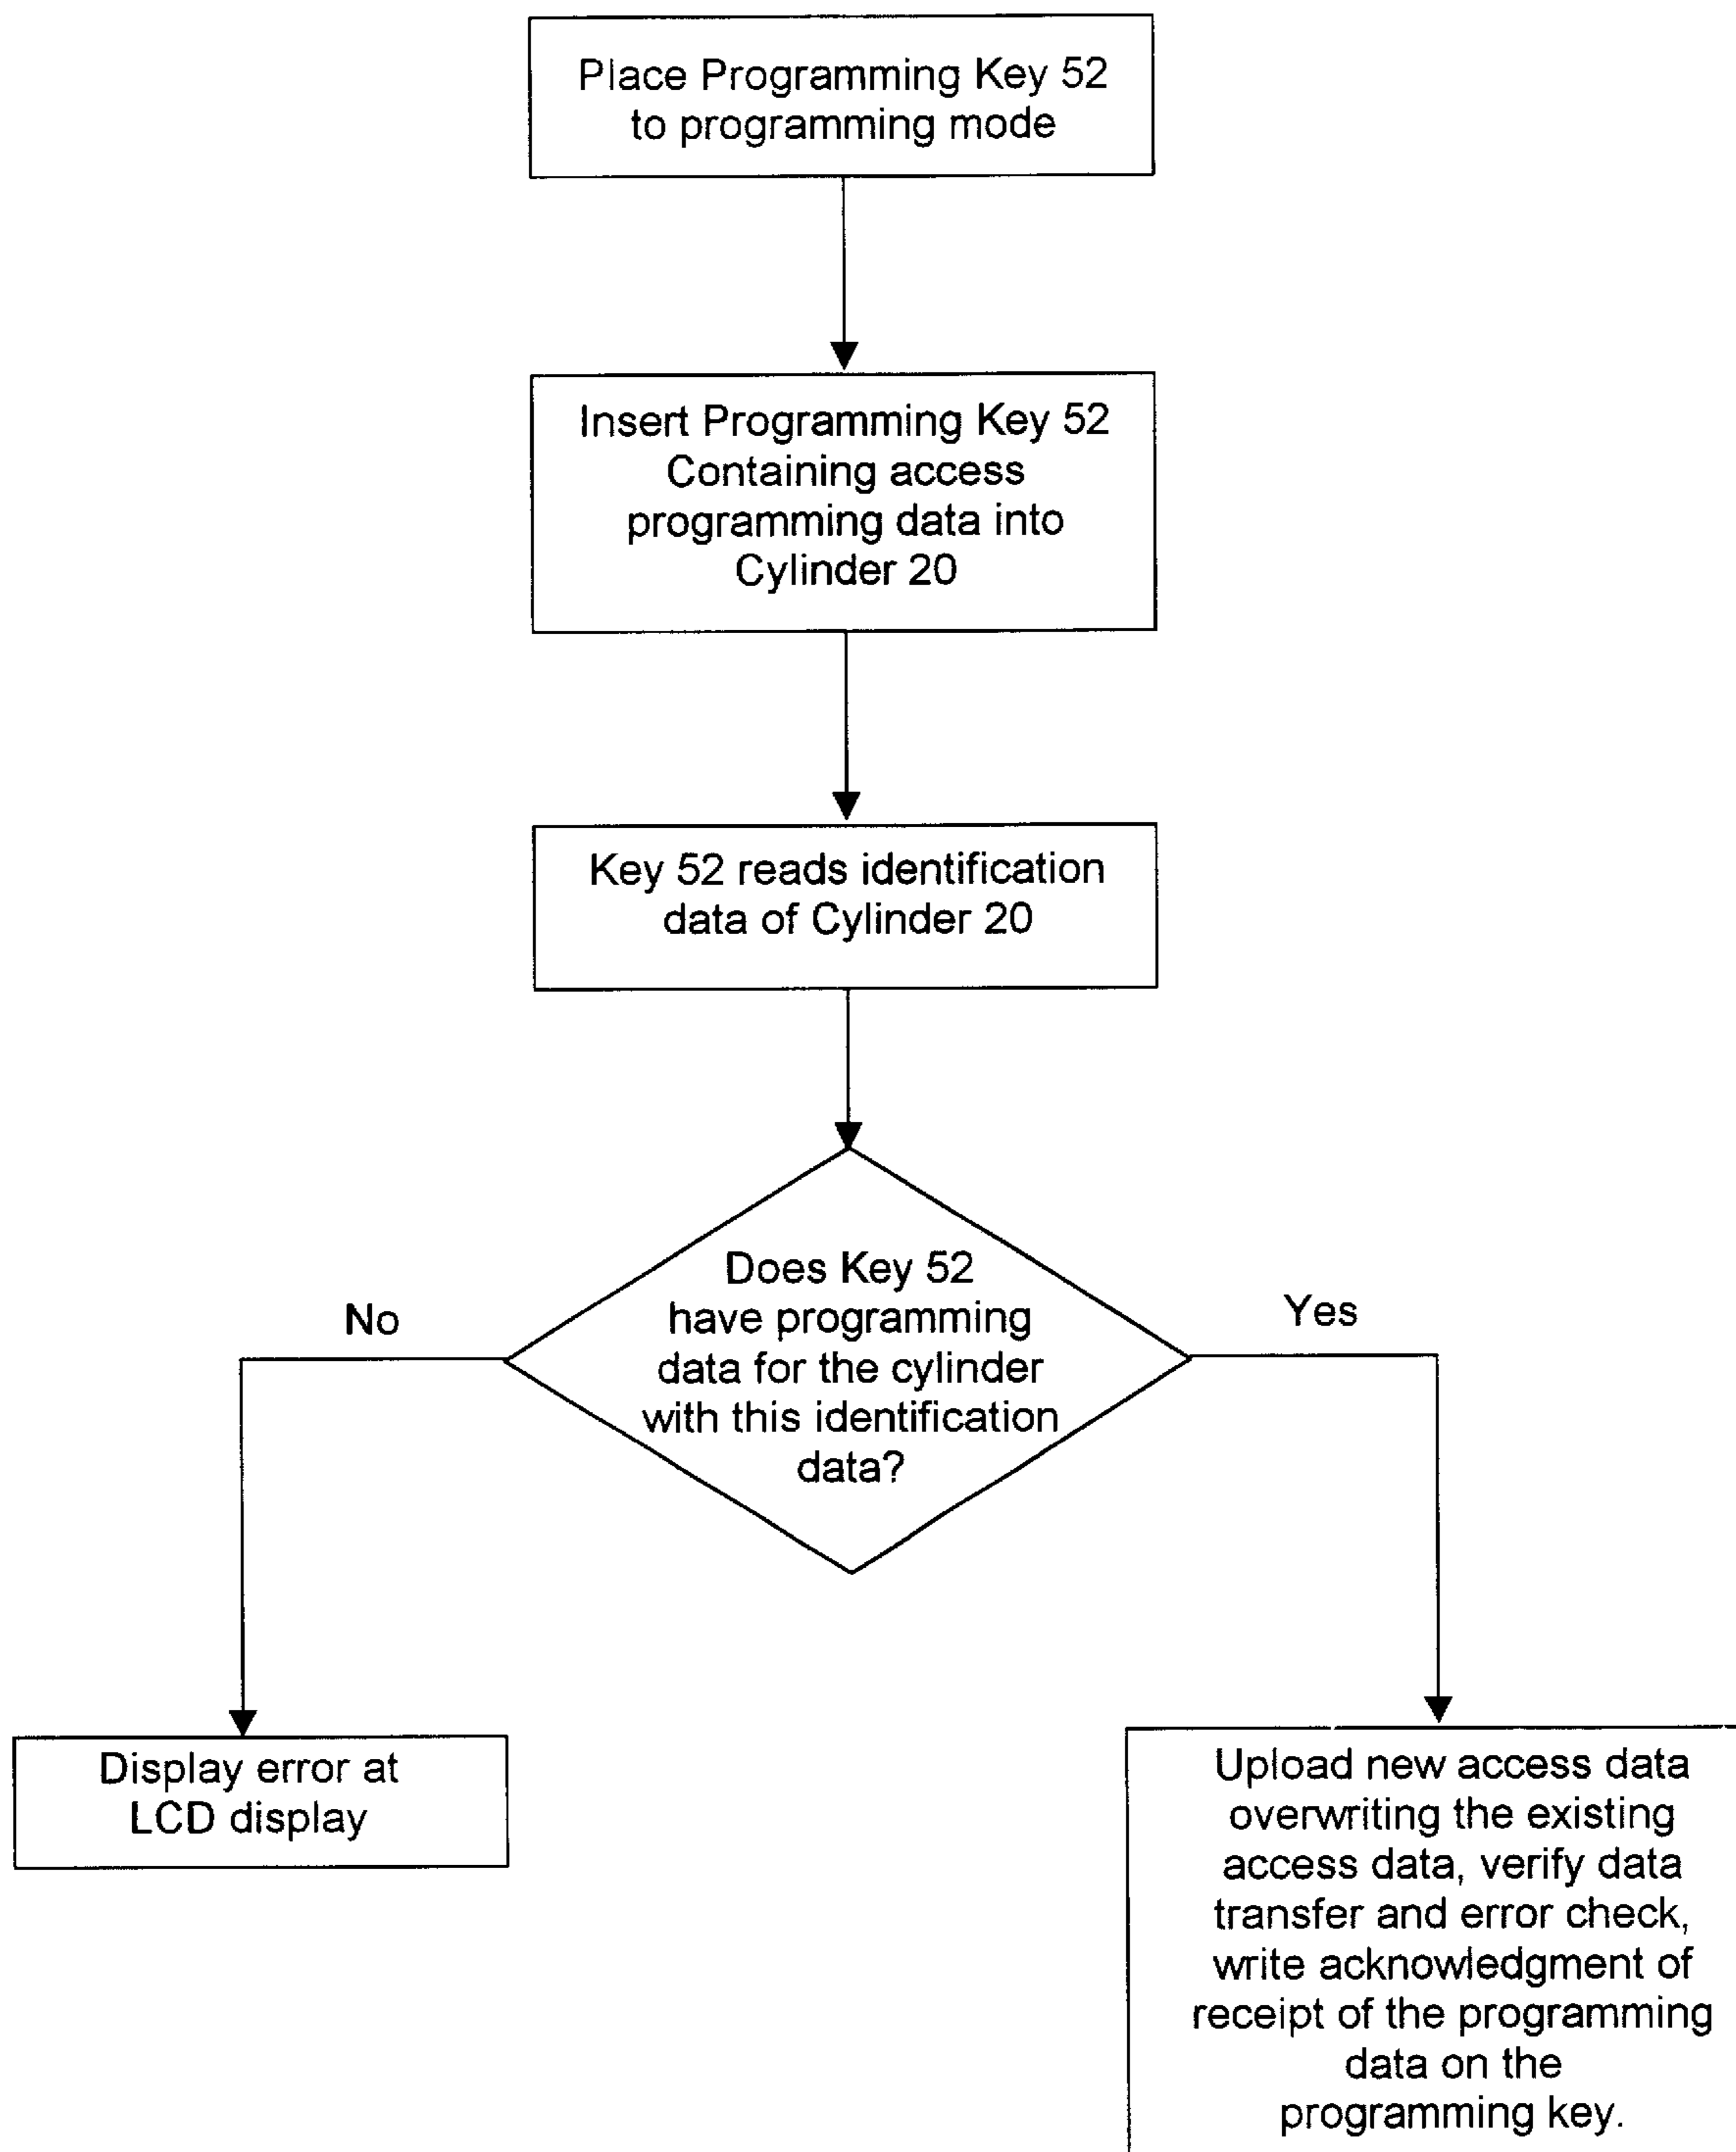 Place Programming Key 52
to programming mode
Insert Programming Key 52
Containing access
programming data into
Cylinder 20
Key 52 reads identification
data of Cylinder 20
Does Key 52
have programming
data for the cylinder
with this identification
data?
No
Yes
Display error at
LCD display
Upload new access data
overwriting the existing
access data, verify data
transfer and error check,
write acknowledgment of
receipt of the programming
data on the
programming key.